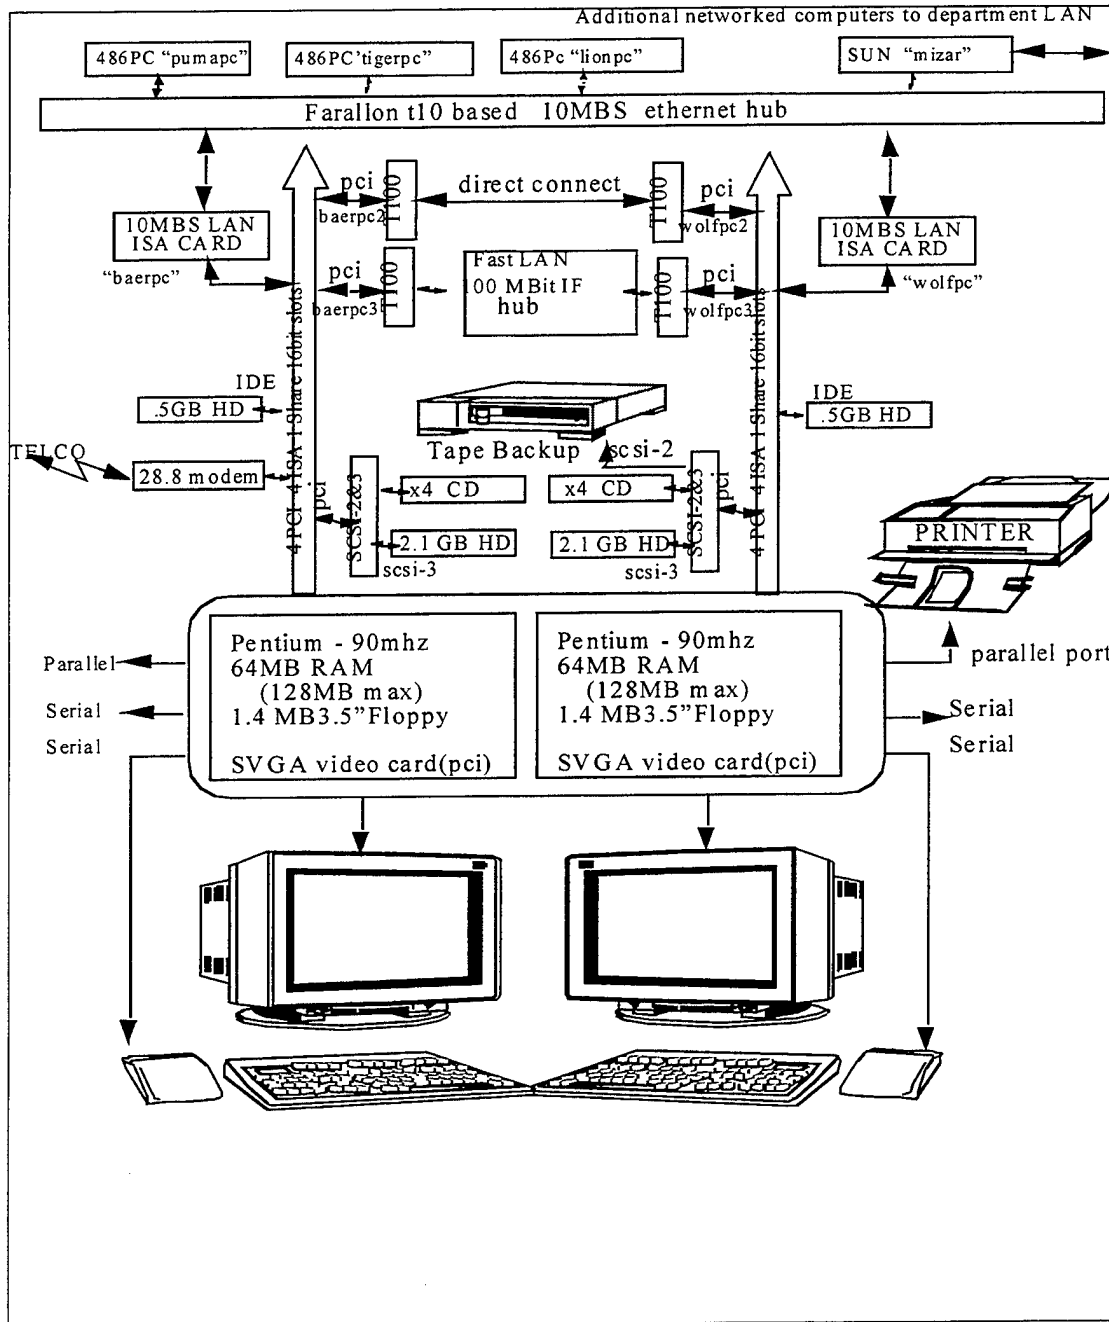 Additional networked computers to department LAN
486PC “pumapc”
486PC'tigerpc”
486Pc “lionpc”
SUN “mizar”
Farallon t10 based 10MBS ethernet hub
pci
T100
direct connect
T100
pci
baerpc2
wolfpc2
10MBS LAN
ISA CARD
10MBS LAN
ISA CARD
“baerpc”
pci
T100
Fast LAN
100 MBit IF
hub
T100
pci
“wolfpc”
baerpc3
wolfpc3
4 PCI 4 ISA 1 Share 16bit slots
4 PCI 4 ISA 1 Share 16bit slots
IDE
.5GB HD
IDE
.5GB HD
Tape Backup
scsi-2
TELCO
28.8 modem
pci
SCSI-2&3
x4 CD
x4 CD
SCSI-2&3
pci
2.1 GB HD
2.1 GB HD
scsi-3
scsi-3
PRINTER
Pentium - 90mhz
64MB RAM
(128MB max)
1.4 MB3.5”Floppy
SVGA video card(pci)
Pentium - 90mhz
64MB RAM
(128MB max)
1.4 MB3.5”Floppy
SVGA video card(pci)
Parallel
parallel port
Serial
Serial
Serial
Serial